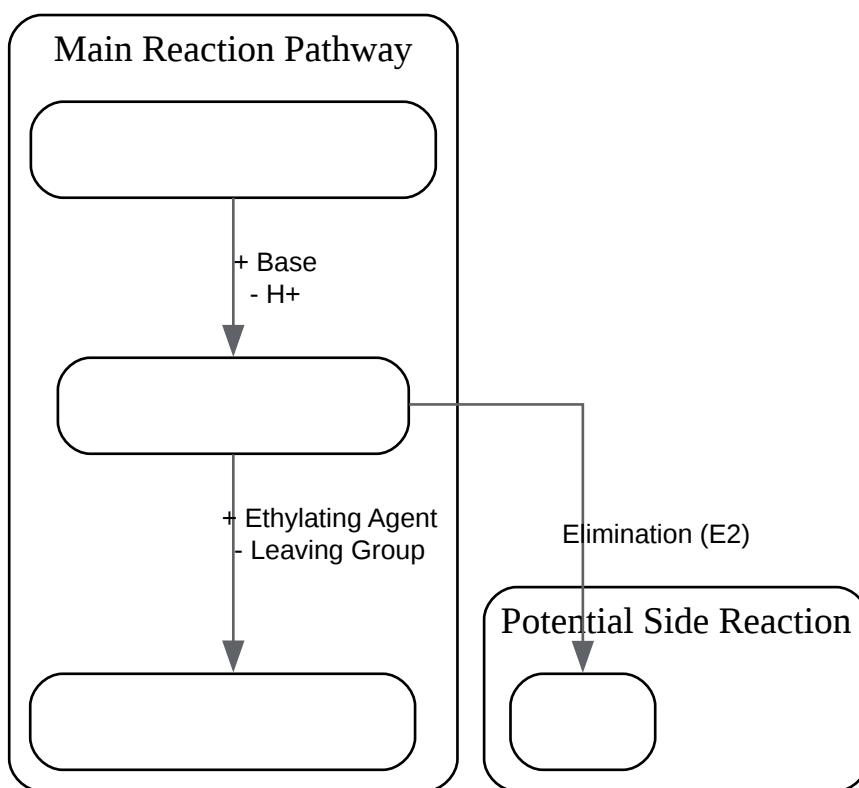 Main Reaction Pathway
+ Base
- H+
+ Ethylating Agent
- Leaving Group
Elimination (E2)
Potential Side Reaction